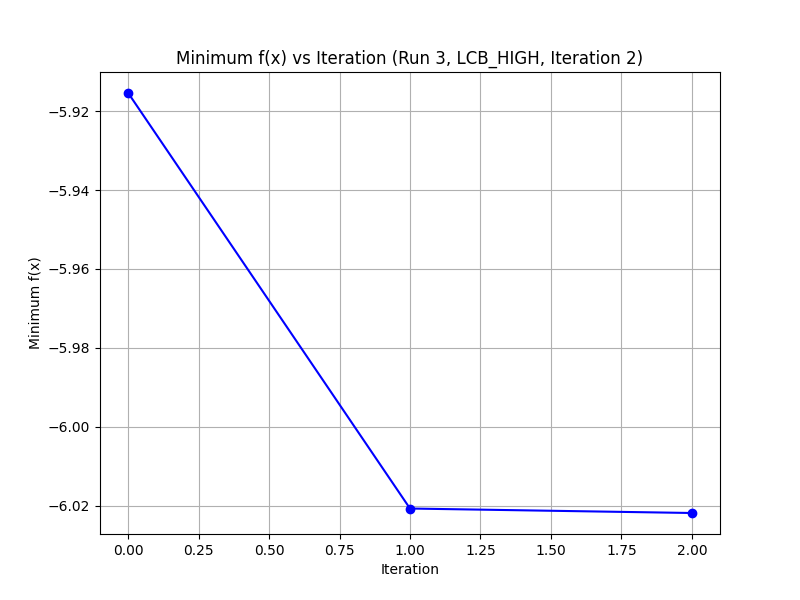 Minimum f(x) vs Iteration (Run 3, LCB_HIGH, Iteration 2)
Minimum f(x)
−5.92
−5.94
−5.96
−5.98
−6.00
−6.02
0.00 0.25 0.50 0.75 1.00 1.25 1.50 1.75 2.00
Iteration